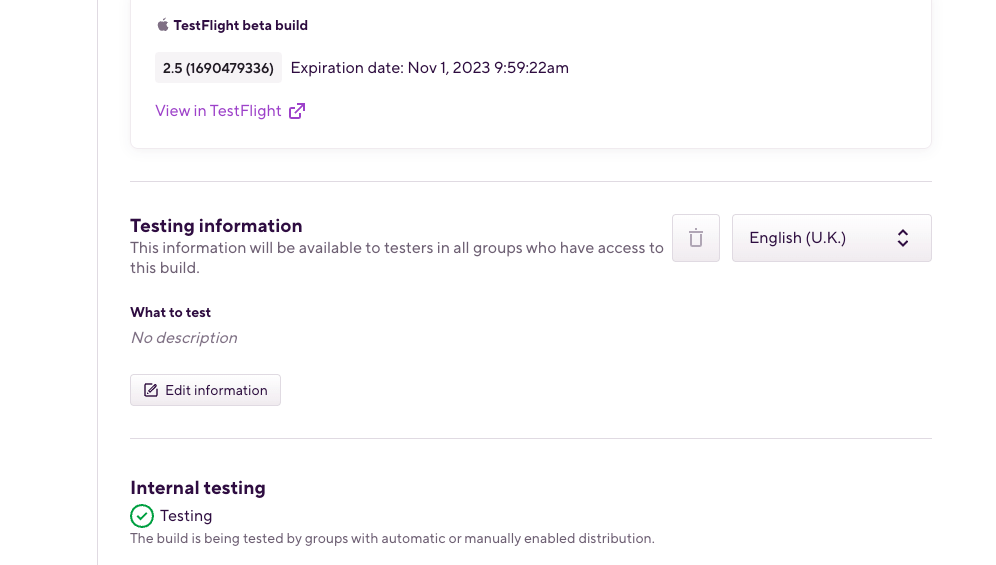 TestFlight beta build
2.5 (1690479336) Expiration date: Nov 1, 2023 9:59:22am
View in TestFlight
Testing information
This information will be available to testers in all groups who have access to
this build.
English (U.K.)
What to test
No description
Edit information
Internal testing
Testing
The build is being tested by groups with automatic or manually enabled distribution.